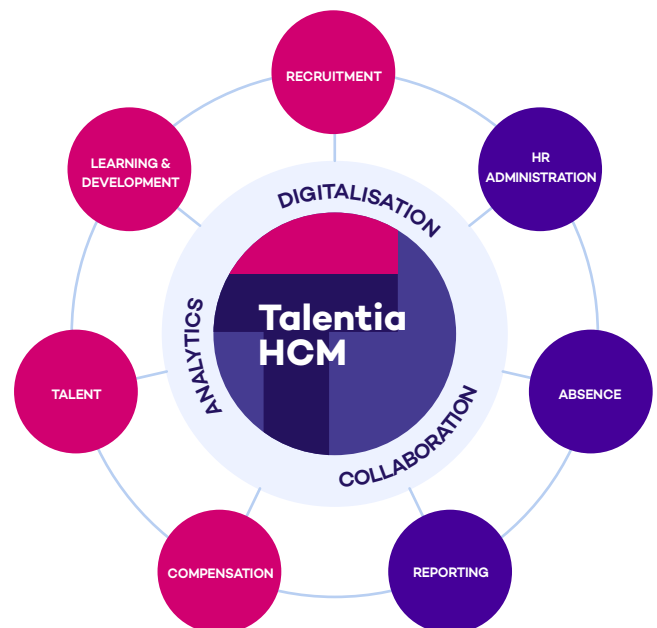 RECRUITMENT
HR
ADMINISTRATION
ABSENCE
REPORTING
COMPENSATION
TALENT
LEARNING &
DEVELOPMENT
DIGITALISATION
COLLABORATION
ANALYTICS
Talentia
HCM